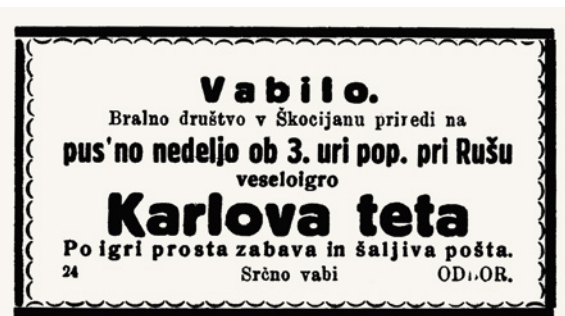 Vabilo.
Bralno društvo v Škocijanu priredi na
pus'no nedeljo ob 3. uri pop. pri Rušu
veseloigro
Karlova teta
Po igri prosta zabava in šaljiva pošta.
24 Srčno vabi ODBOR.